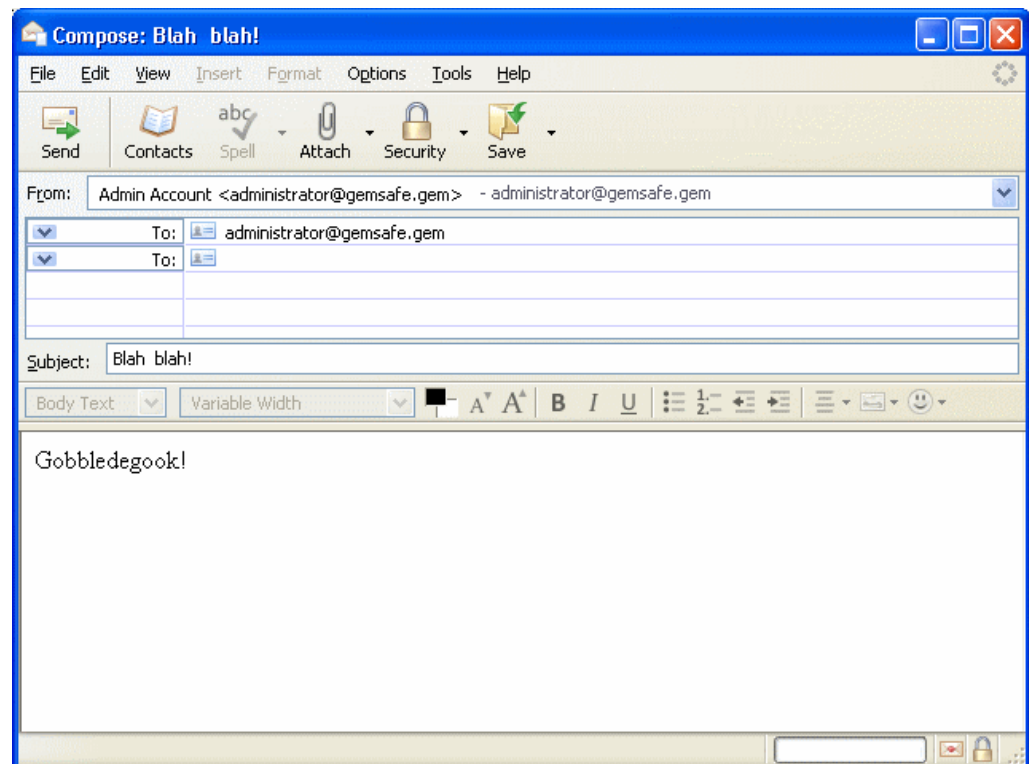 Compose: Blah blah!
File Edit View Insert Format Options Tools Help
abc
Send Contacts Spell Attach Security Save
From: Admin Account <administrator@gemsafe.gem> - administrator@gemsafe.gem
To: administrator@gemsafe.gem
To:
Subject: Blah blah!
Body Text Variable Width A A B I U 1. 2.
Gobbledegook!